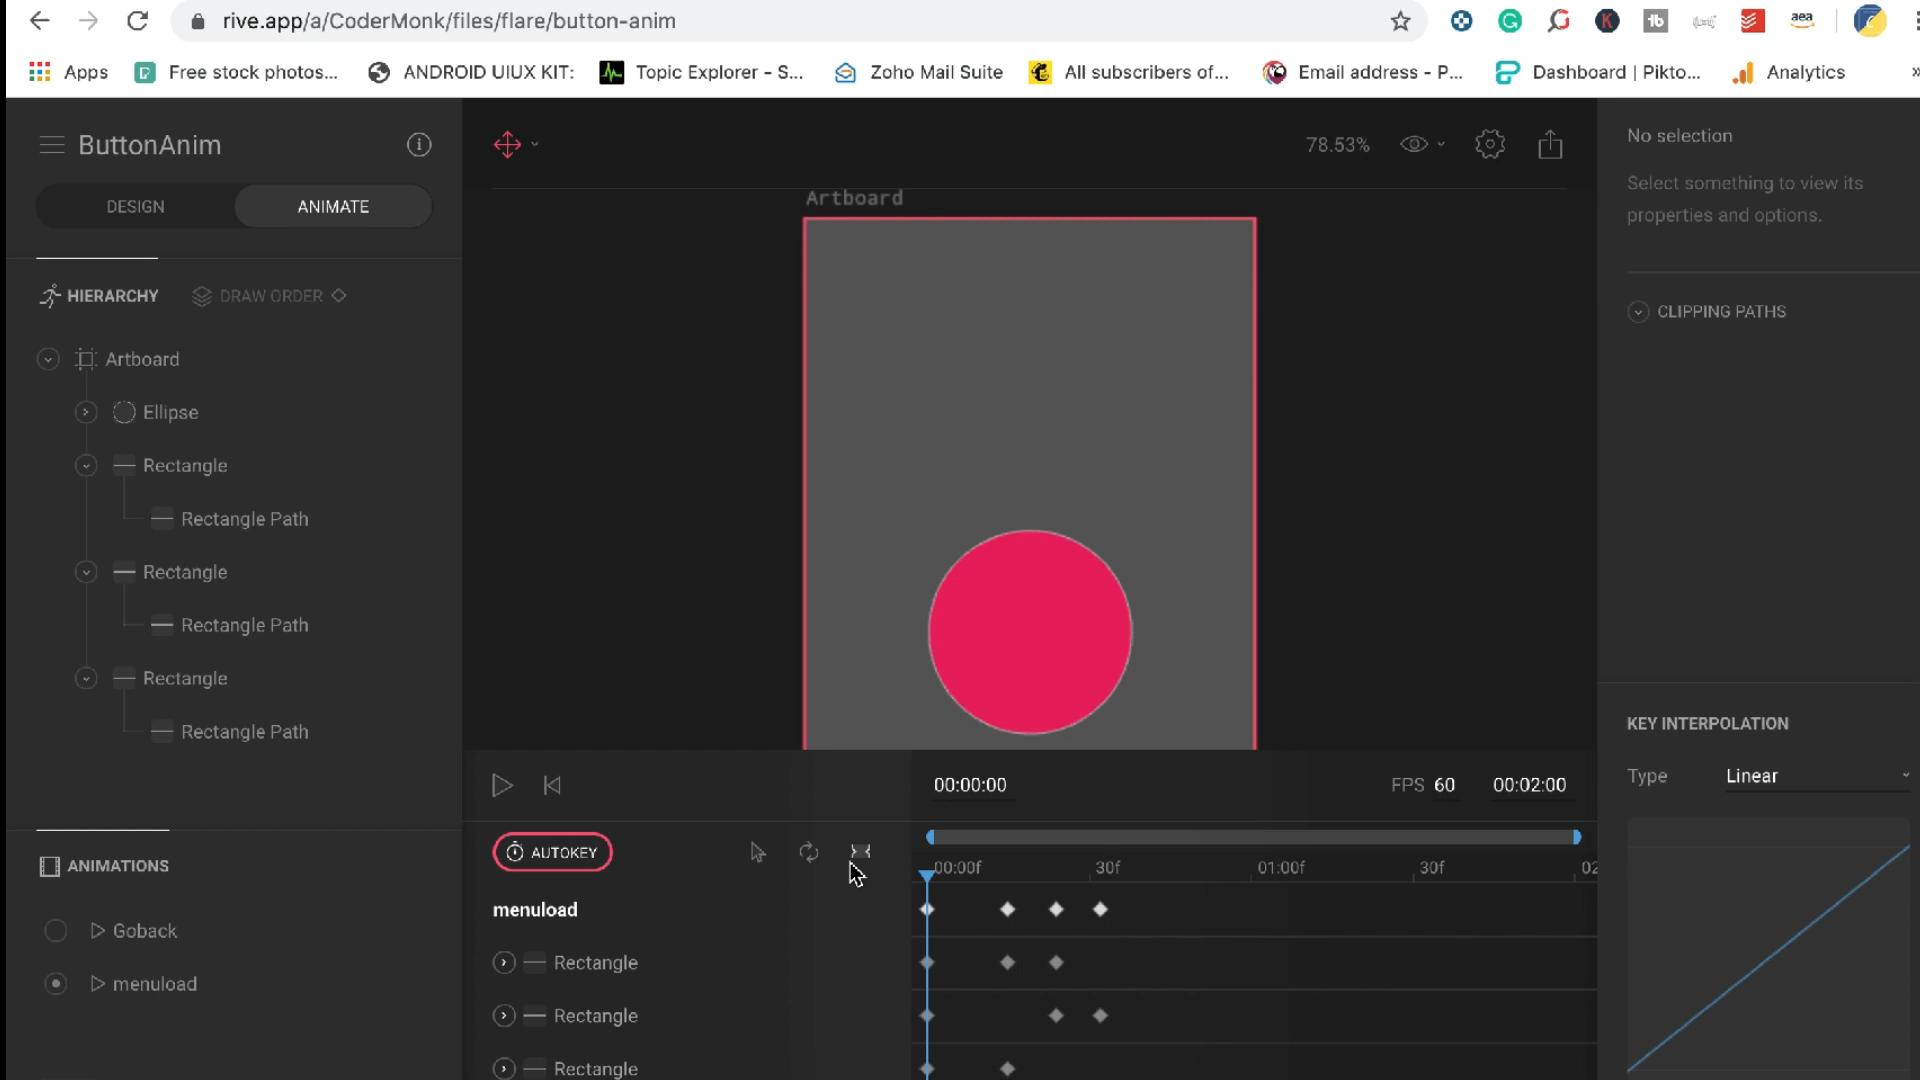 rive.app/a/CoderMonk/files/flare/button-anim
Apps Free stock photos... ANDROID UIUX KIT: Topic Explorer - S... Zoho Mail Suite All subscribers of... Email address - P... Dashboard | Pikto... Analytics »
ButtonAnim
DESIGN ANIMATE
HIERARCHY DRAW ORDER
Artboard
Ellipse
Rectangle
Rectangle Path
Rectangle
Rectangle Path
Rectangle
Rectangle Path
ANIMATIONS
Goback
menuload
78.53%
Artboard
00:00:00 FPS 60 00:02:00
AUTOKEY
00:00f 30f 01:00f 30f 02
menuload
Rectangle
Rectangle
Rectangle
No selection
Select something to view its
properties and options.
CLIPPING PATHS
KEY INTERPOLATION
Type Linear